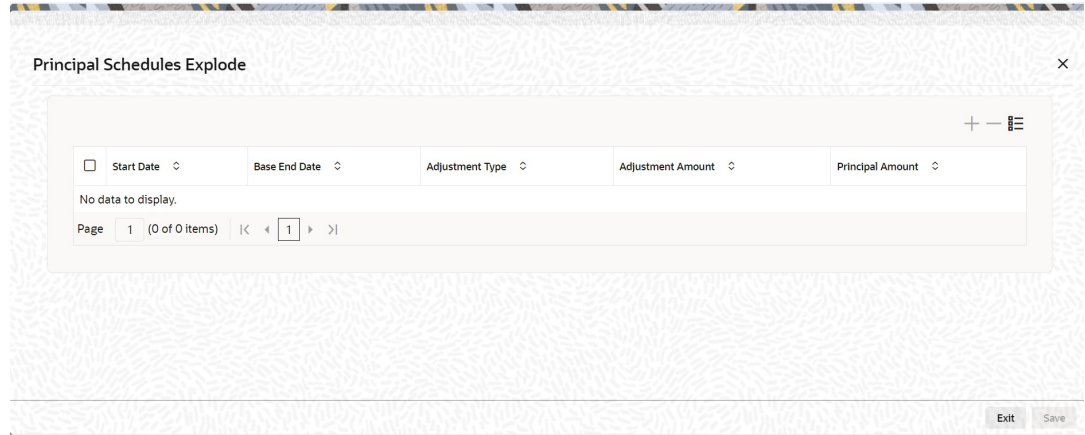 Principal Schedules Explode
Start Date Base End Date Adjustment Type Adjustment Amount Principal Amount
No data to display.
Page 1 (0 of 0 items) 1
Exit Save